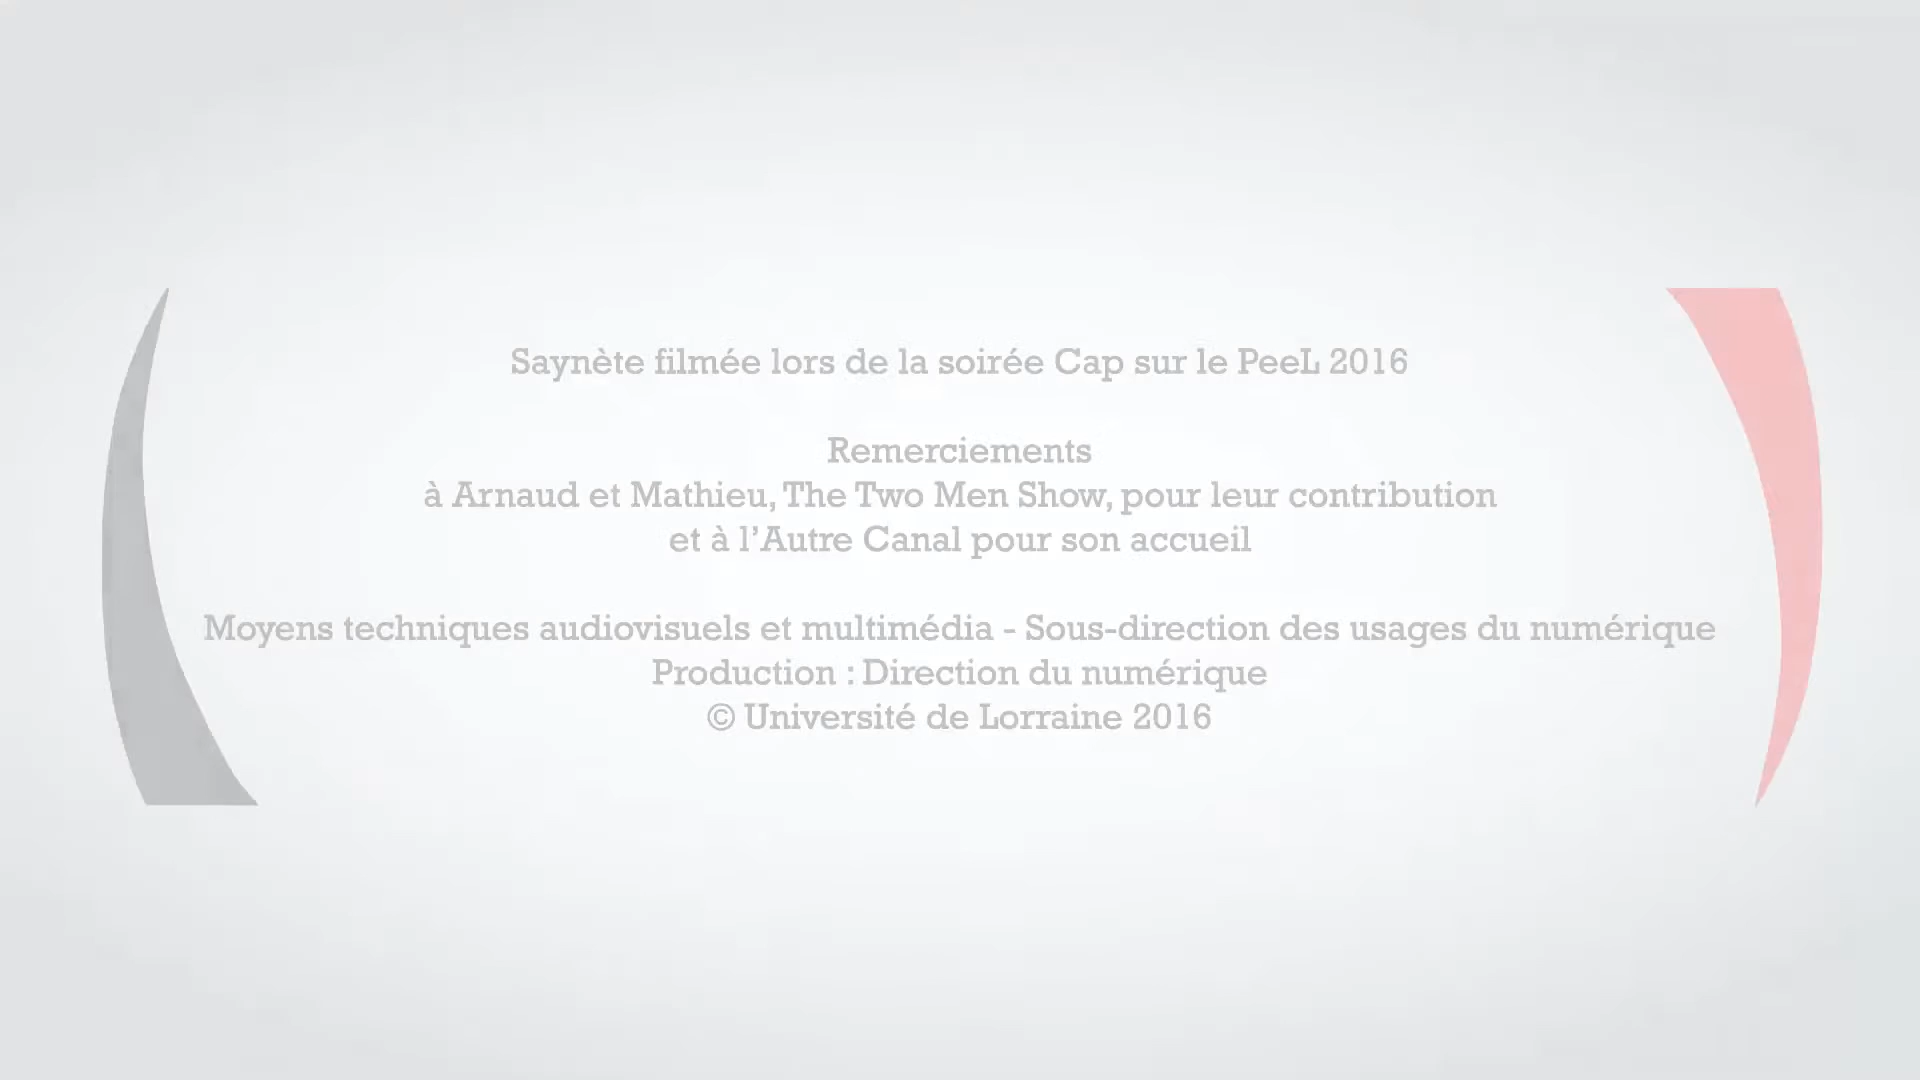 Saynète filmée lors de la soirée Cap sur le PeeL 2016
Remerciements
à Arnaud et Mathieu, The Two Men Show, pour leur contribution
et à l’Autre Canal pour son accueil
Moyens techniques audiovisuels et multimédia - Sous-direction des usages du numérique
Production : Direction du numérique
© Université de Lorraine 2016